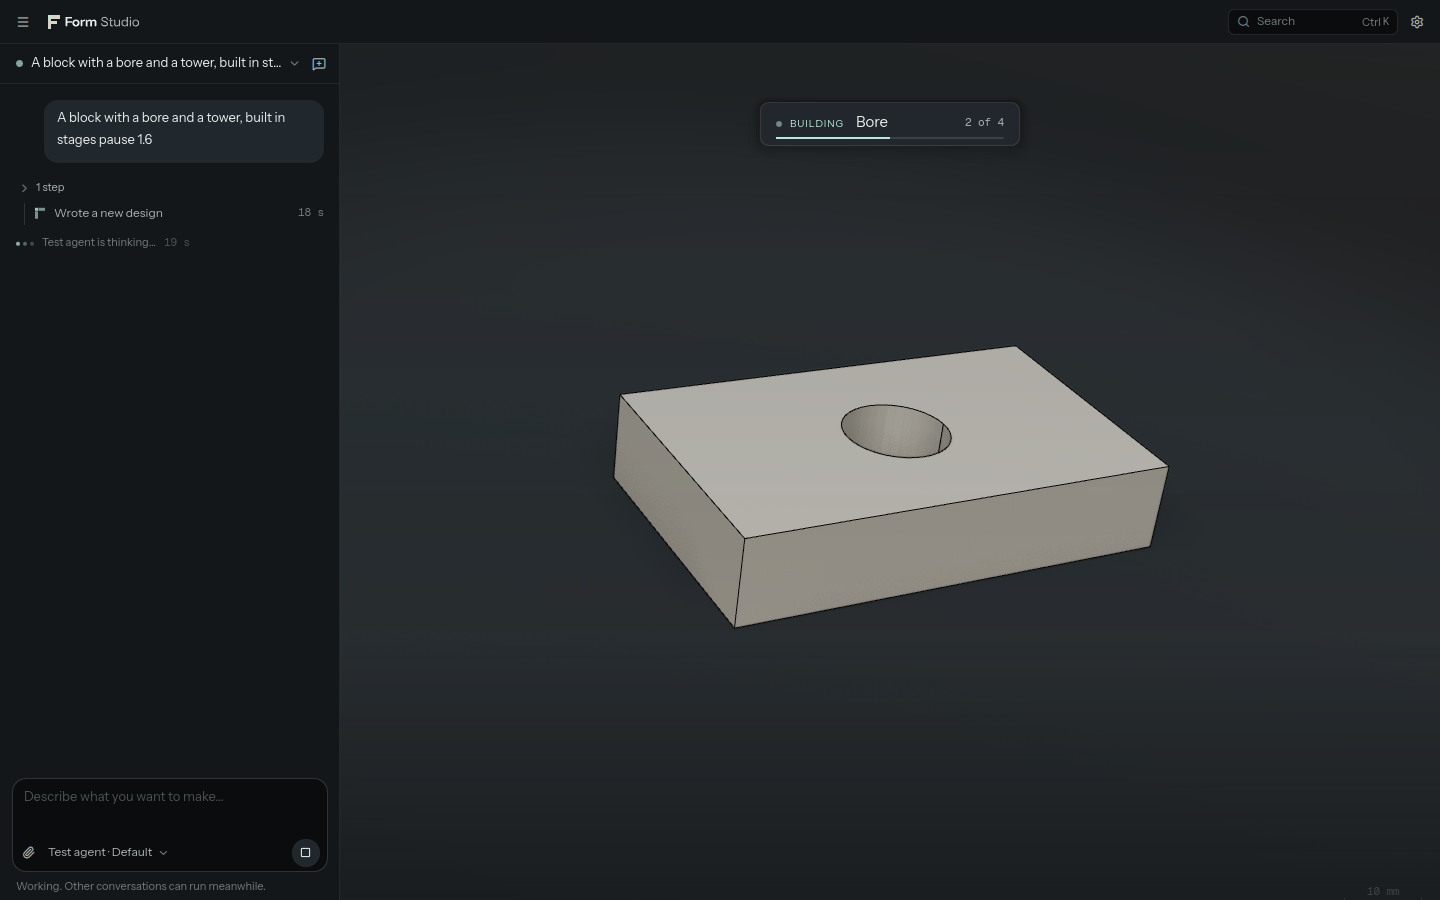 Form Studio
Search
Ctrl K
A block with a bore and a tower, built in st...
A block with a bore and a tower, built in
stages pause 1.6
1 step
Wrote a new design
18 s
Test agent is thinking...
19 s
BUILDING Bore
2 of 4
Describe what you want to make...
Test agent · Default
Working. Other conversations can run meanwhile.
10 mm